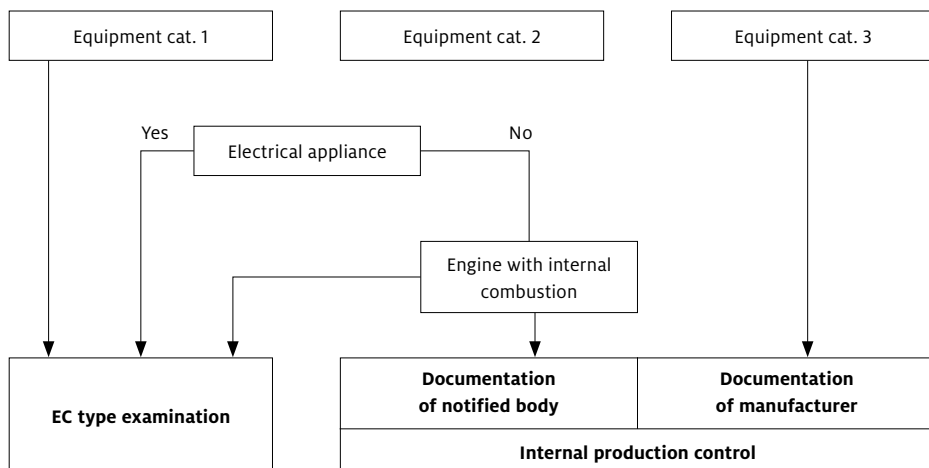 Equipment cat. 1
Equipment cat. 2
Equipment cat. 3
Yes
No
Electrical appliance
Engine with internal
combustion
EC type examination
Documentation
of notified body
Documentation
of manufacturer
Internal production control